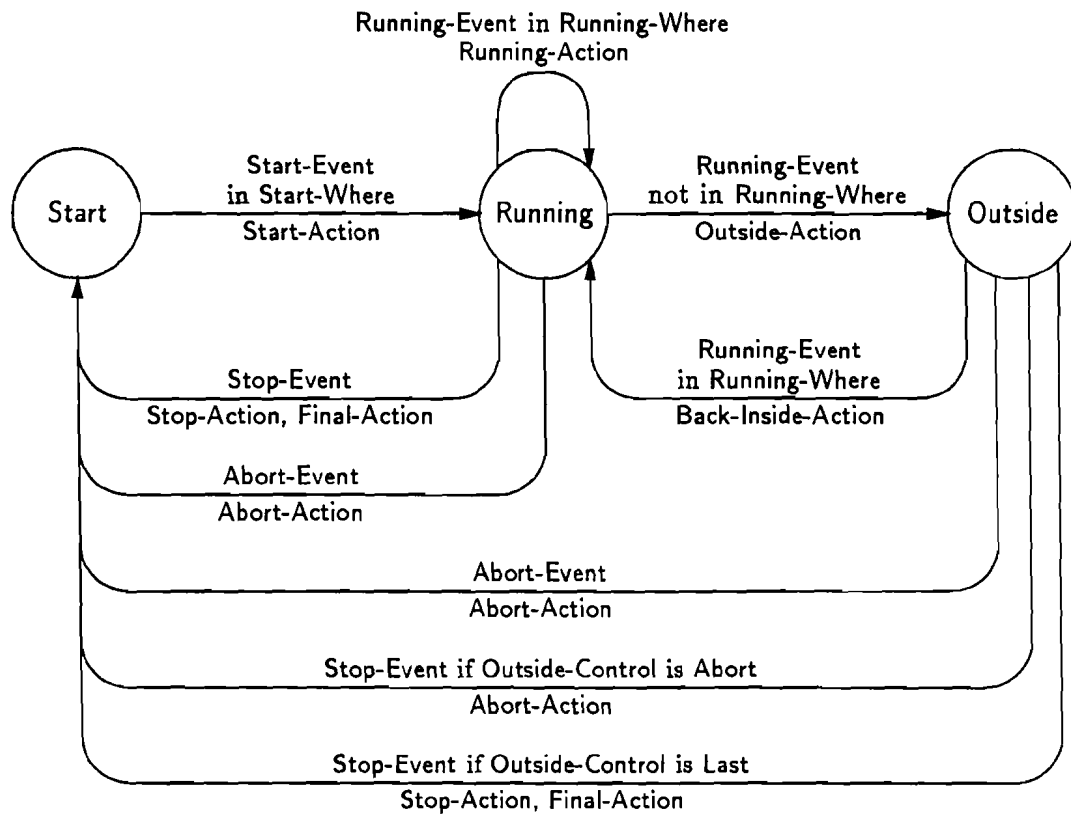 Running-Event in Running-Where
Running-Action
Start
Start-Event
in Start-Where
Start-Action
Running
Running-Event
not in Running-Where
Outside-Action
Outside
Running-Event
in Running-Where
Back-Inside-Action
Stop-Event
Stop-Action, Final-Action
Abort-Event
Abort-Action
Abort-Event
Abort-Action
Stop-Event if Outside-Control is Abort
Abort-Action
Stop-Event if Outside-Control is Last
Stop-Action, Final-Action